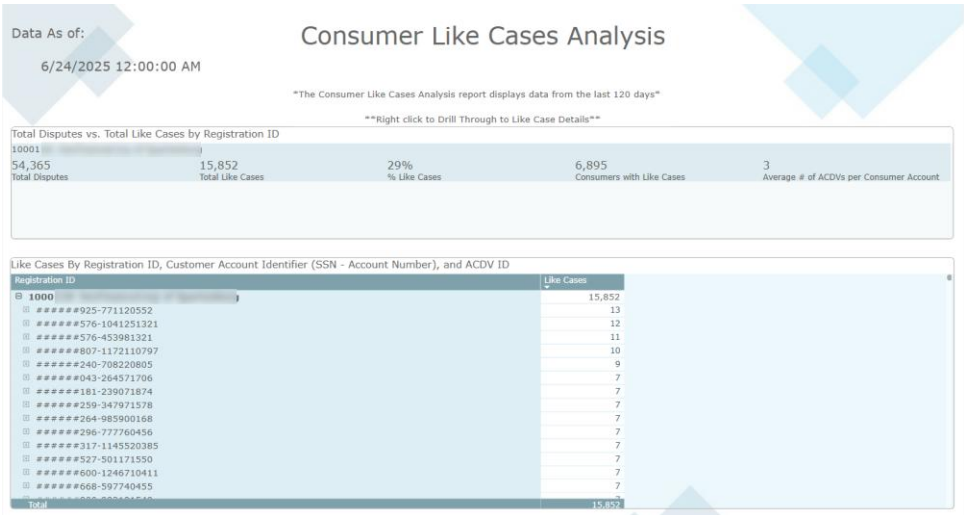 Data As of:
Consumer Like Cases Analysis
6/24/2025 12:00:00 AM
*The Consumer Like Cases Analysis report displays data from the last 120 days*
**Right click to Drill Through to Like Case Details**
Total Disputes vs. Total Like Cases by Registration ID
10001
54,365 15,852 29% 6,895 3
Total Disputes Total Like Cases % Like Cases Consumers with Like Cases Average # of ACDVs per Consumer Account
Like Cases By Registration ID, Customer Account Identifier (SSN - Account Number), and ACDV ID
Registration ID Like Cases
1000 15,852
######925-771120552 13
######576-1041251321 12
######576-453981321 11
######807-1172110797 10
######240-708220805 9
######043-264571706 7
######181-239071874 7
######259-347971578 7
######264-985900168 7
######296-777760456 7
######317-1145520385 7
######527-501171550 7
######600-1246710411 7
######668-597740455 7
Total 15,852